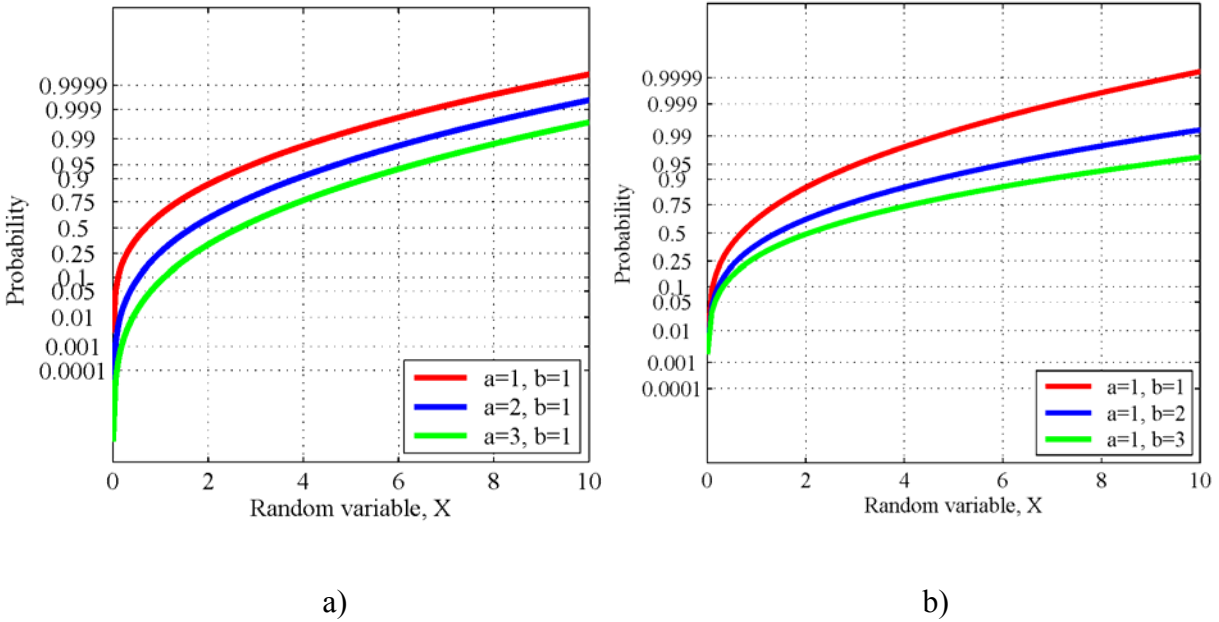 0.9999
0.999
0.99
0.95
0.9
0.75
0.5
0.25
0.1
0.05
0.01
0.001
0.0001
Probability
a=1, b=1
a=2, b=1
a=3, b=1
0 2 4 6 8 10
Random variable, X
a)
0.9999
0.999
0.99
0.95
0.9
0.75
0.5
0.25
0.1
0.05
0.01
0.001
0.0001
Probability
a=1, b=1
a=1, b=2
a=1, b=3
0 2 4 6 8 10
Random variable, X
b)